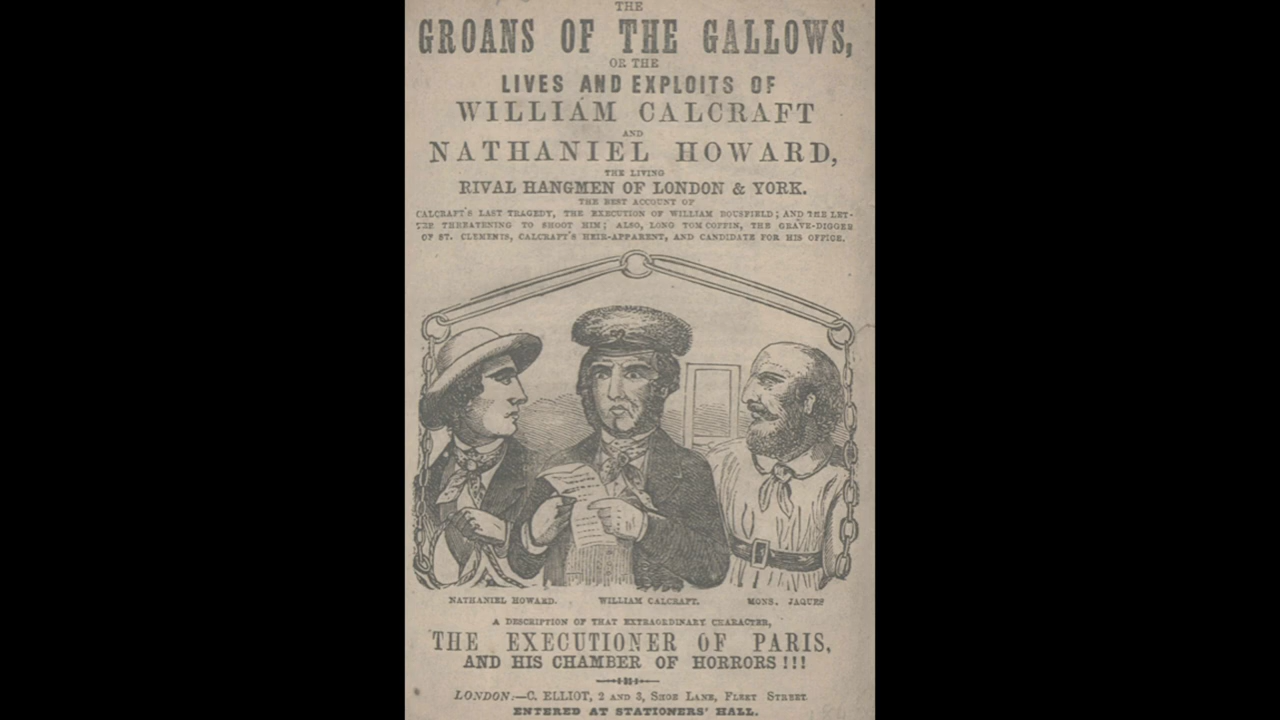 THE
GROANS OF THE GALLOWS,
OR THE
LIVES AND EXPLOITS OF
WILLIAM CALCRAFT
AND
NATHANIEL HOWARD,
THE LIVING
RIVAL HANGMEN OF LONDON & YORK.
THE BEST ACCOUNT OF
CALCRAFT'S LAST TRAGEDY, THE EXECUTION OF WILLIAM BOUSFIELD; AND THE LET-
TER THREATENING TO SHOOT HIM; ALSO, LONG TOM COFFIN, THE GRAVE-DIGGER
OF ST. CLEMENTS, CALCRAFT'S HEIR-APPARENT, AND CANDIDATE FOR HIS OFFICE.
NATHANIEL HOWARD. WILLIAM CALCRAFT. MONS. JAQUES
A DESCRIPTION OF THAT EXTRAORDINARY CHARACTER,
THE EXECUTIONER OF PARIS,
AND HIS CHAMBER OF HORRORS!!!
LONDON:—C. ELLIOT, 2 AND 3, SHOE LANE, FLEET STREET.
ENTERED AT STATIONERS' HALL.